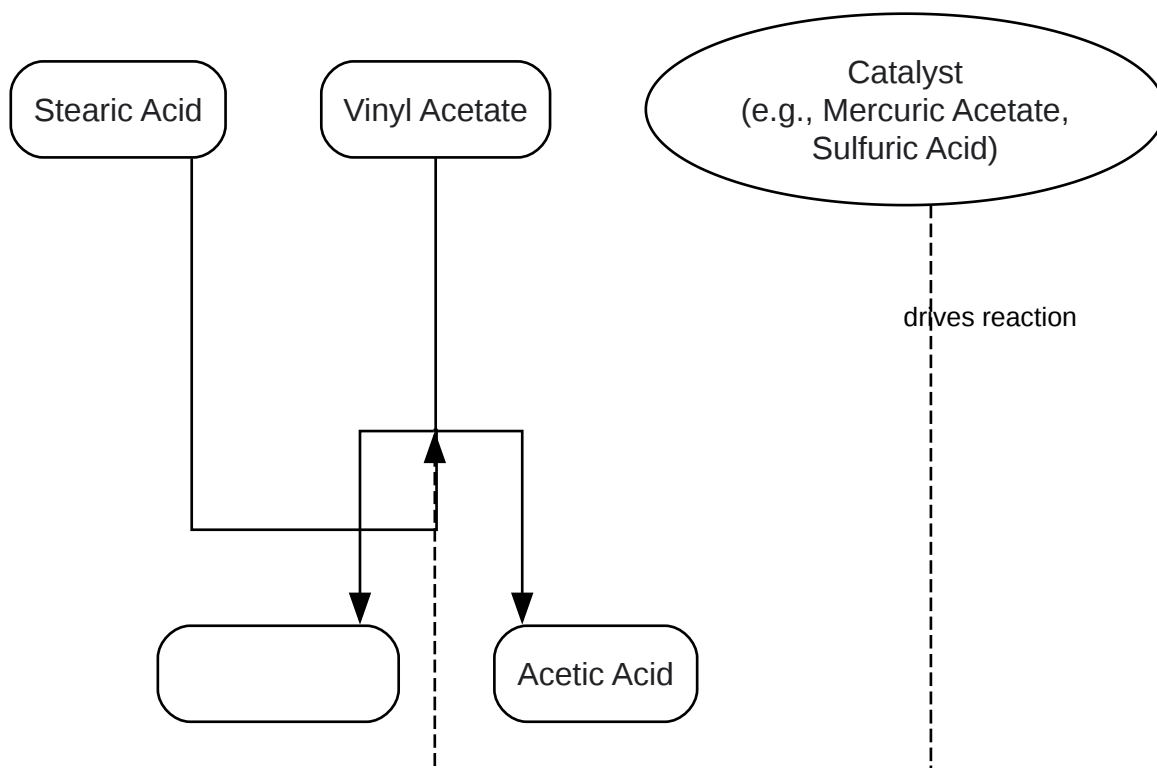 Stearic Acid
Vinyl Acetate
Catalyst
(e.g., Mercuric Acetate,
Sulfuric Acid)
drives reaction
Acetic Acid